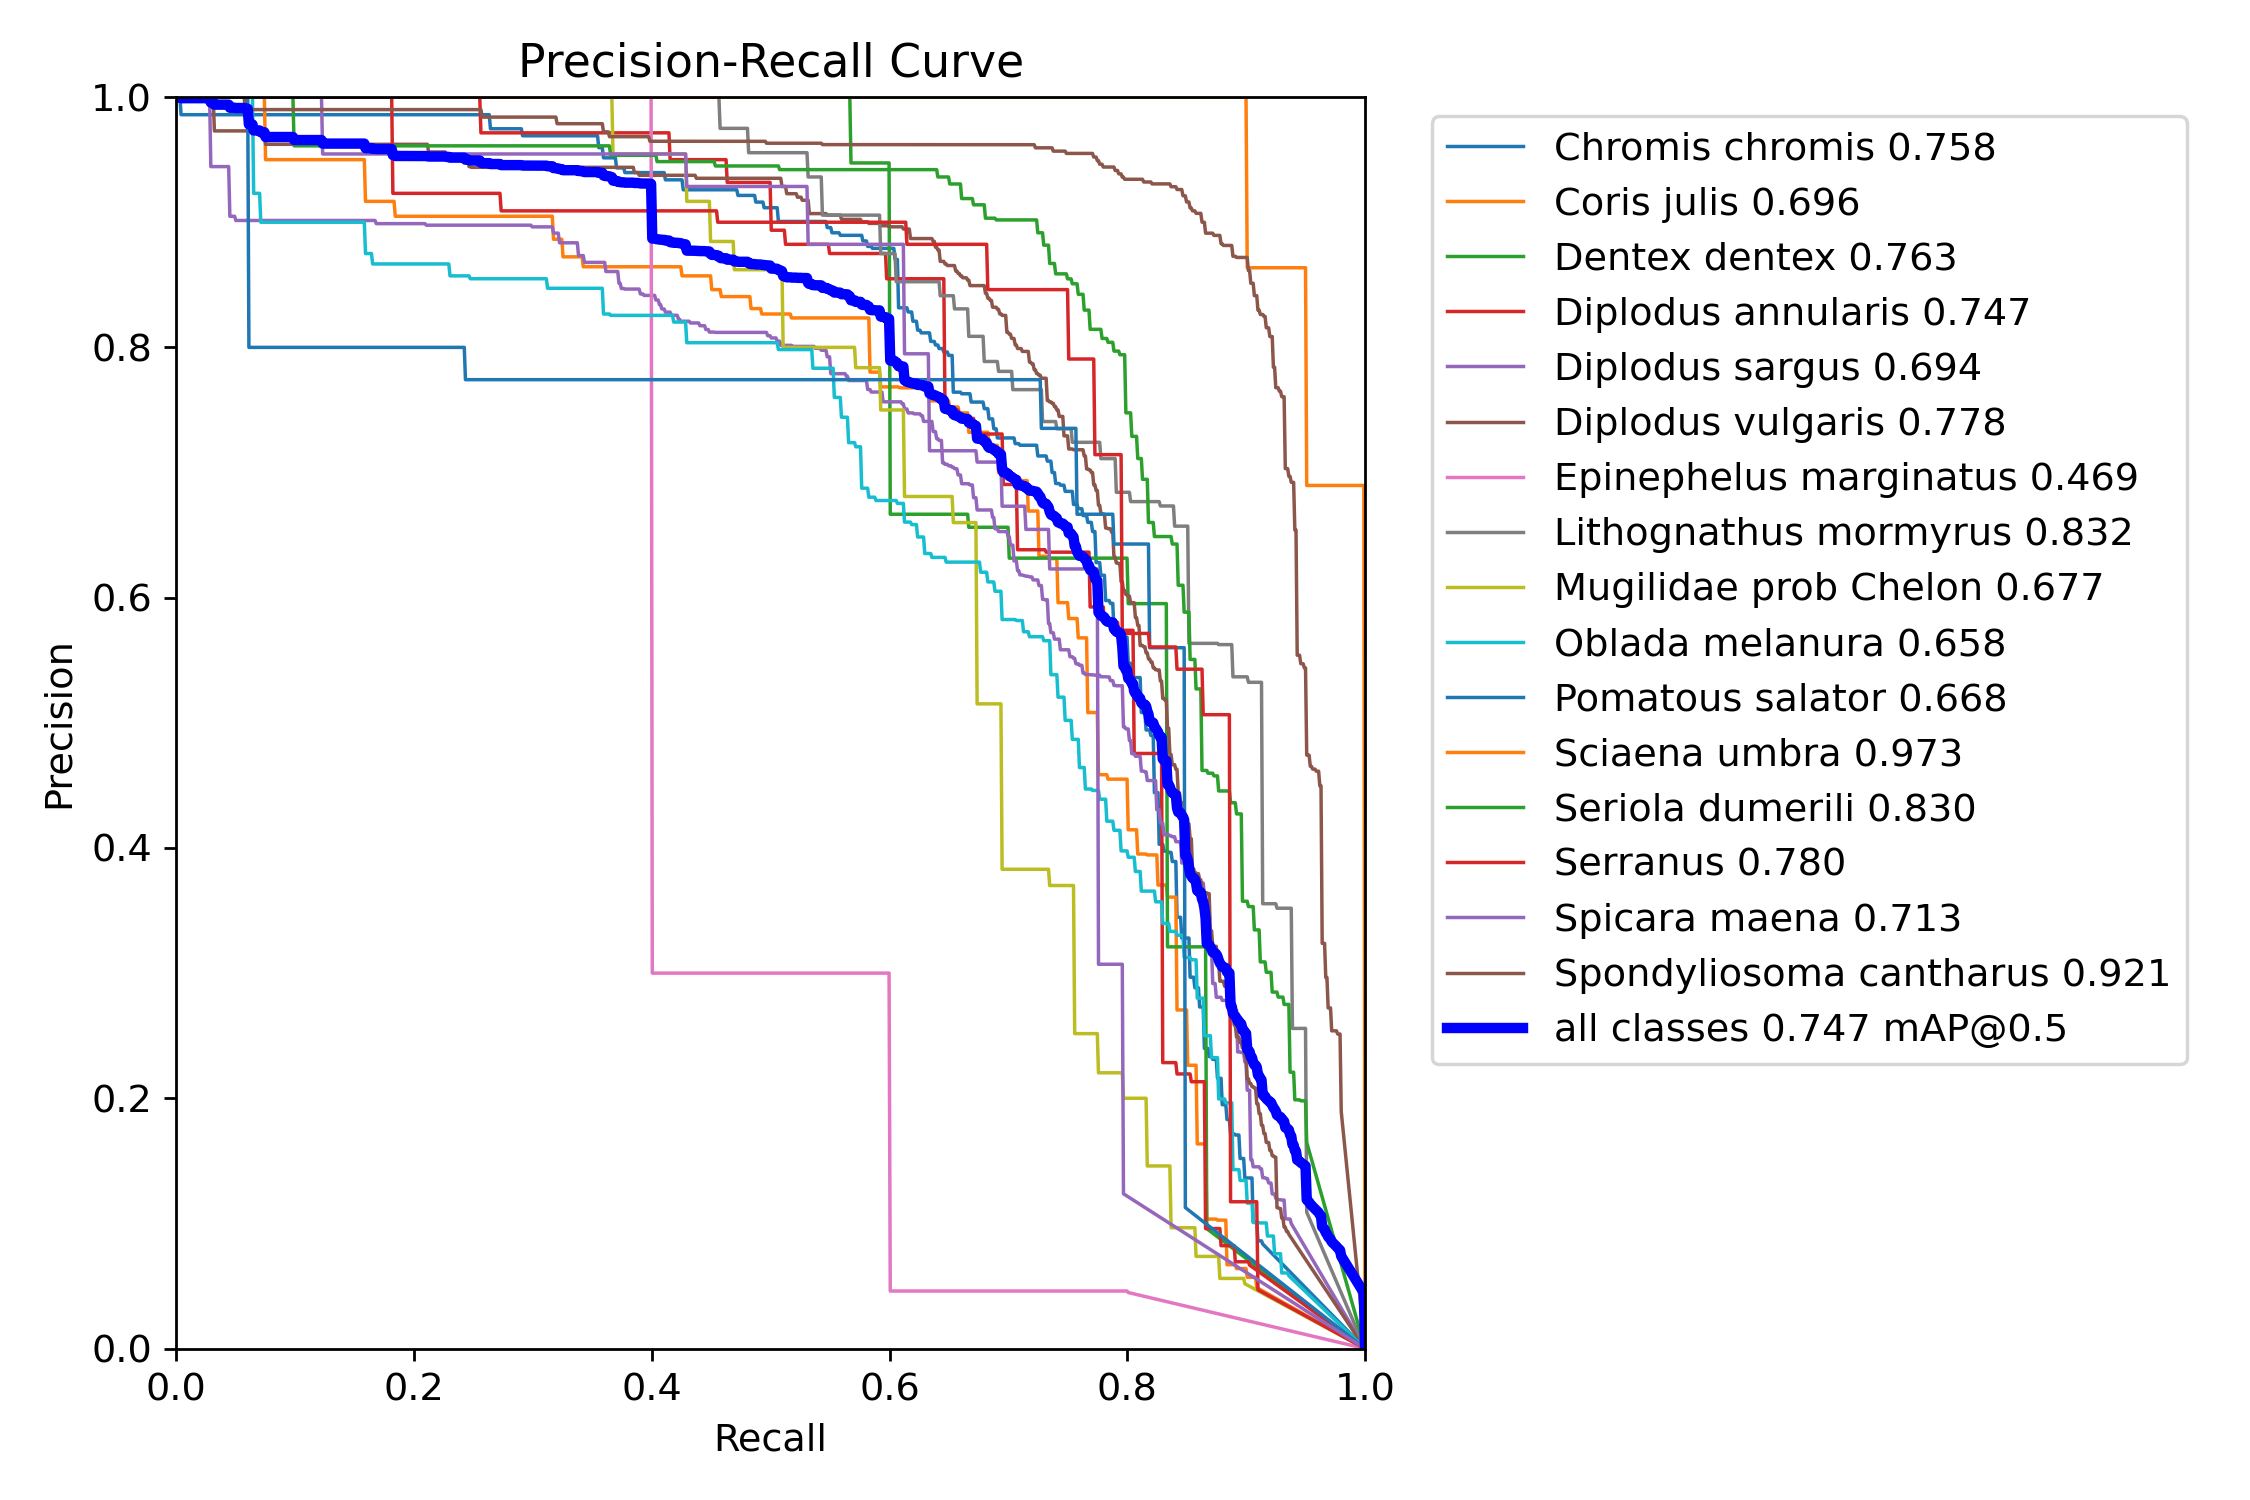 Precision-Recall Curve
1.0
0.8
0.6
0.4
0.2
0.0
Precision
0.0 0.2 0.4 0.6 0.8 1.0
Recall
Chromis chromis 0.758
Coris julis 0.696
Dentex dentex 0.763
Diplodus annularis 0.747
Diplodus sargus 0.694
Diplodus vulgaris 0.778
Epinephelus marginatus 0.469
Lithognathus mormyrus 0.832
Mugilidae prob Chelon 0.677
Oblada melanura 0.658
Pomatous salator 0.668
Sciaena umbra 0.973
Seriola dumerili 0.830
Serranus 0.780
Spicara maena 0.713
Spondyliosoma cantharus 0.921
all classes 0.747 mAP@0.5